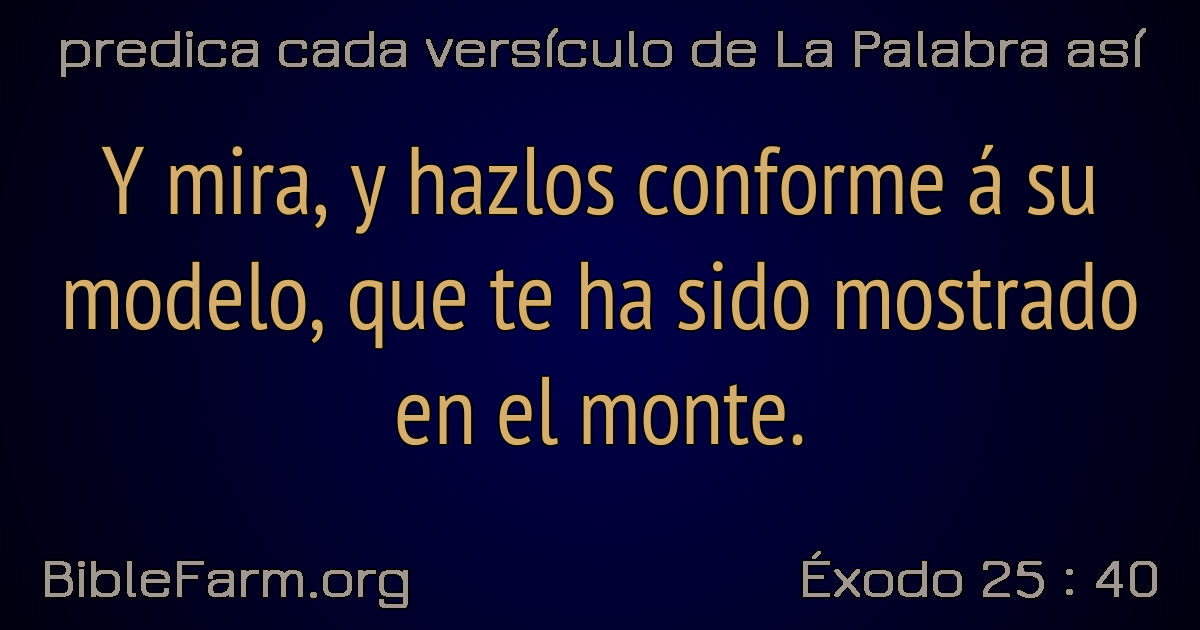 predica cada versículo de La Palabra así
Y mira, y hazlos conforme á su
modelo, que te ha sido mostrado
en el monte.
BibleFarm.org
Éxodo 25 : 40